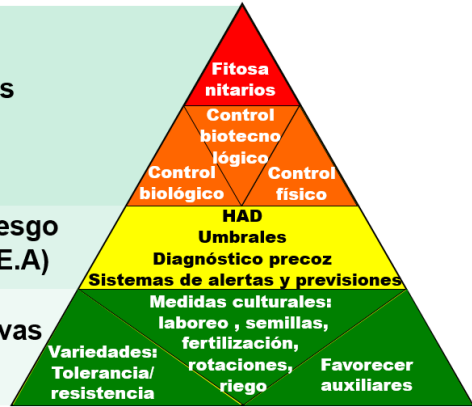 Fitosa
nitarios
s
Control
biotecno
lógico
Control
biológico
Control
físico
esgo
E.A)
HAD
Umbrales
Diagnóstico precoz
Sistemas de alertas y previsiones
vas
Medidas culturales:
laboreo , semillas,
fertilización,
rotaciones,
riego
Variedades:
Tolerancia/
resistencia
Favorecer
auxiliares